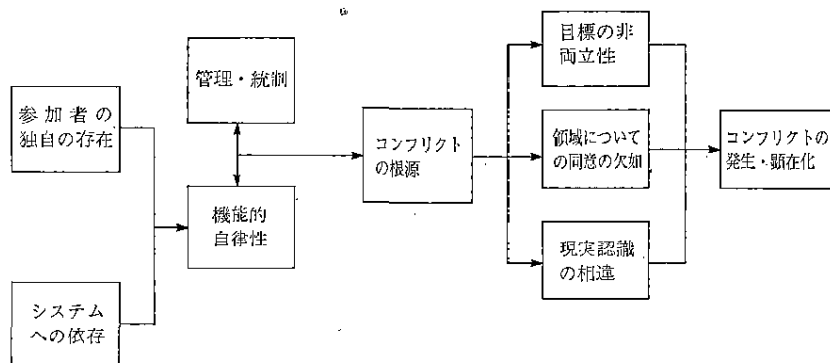 参加者の
独自の存在
システム
への依存
管理・統制
機能的
自律性
コンフリクト
の根源
目標の非
両立性
領域について
の同意の欠如
現実認識
の相違
コンフリクトの
発生・顕在化